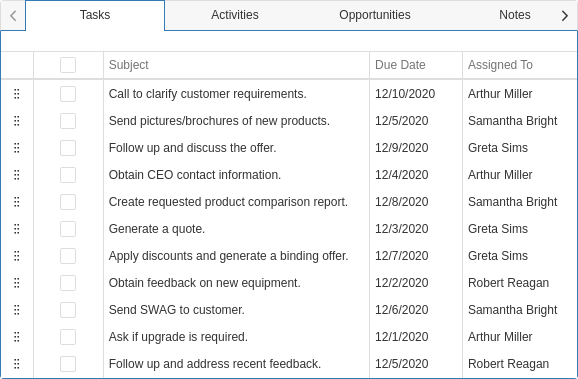 Tasks Activities Opportunities Notes
Subject Due Date Assigned To
Call to clarify customer requirements. 12/10/2020 Arthur Miller
Send pictures/brochures of new products. 12/5/2020 Samantha Bright
Follow up and discuss the offer. 12/9/2020 Greta Sims
Obtain CEO contact information. 12/4/2020 Arthur Miller
Create requested product comparison report. 12/8/2020 Samantha Bright
Generate a quote. 12/3/2020 Greta Sims
Apply discounts and generate a binding offer. 12/7/2020 Greta Sims
Obtain feedback on new equipment. 12/2/2020 Robert Reagan
Send SWAG to customer. 12/6/2020 Samantha Bright
Ask if upgrade is required. 12/1/2020 Arthur Miller
Follow up and address recent feedback. 12/5/2020 Robert Reagan